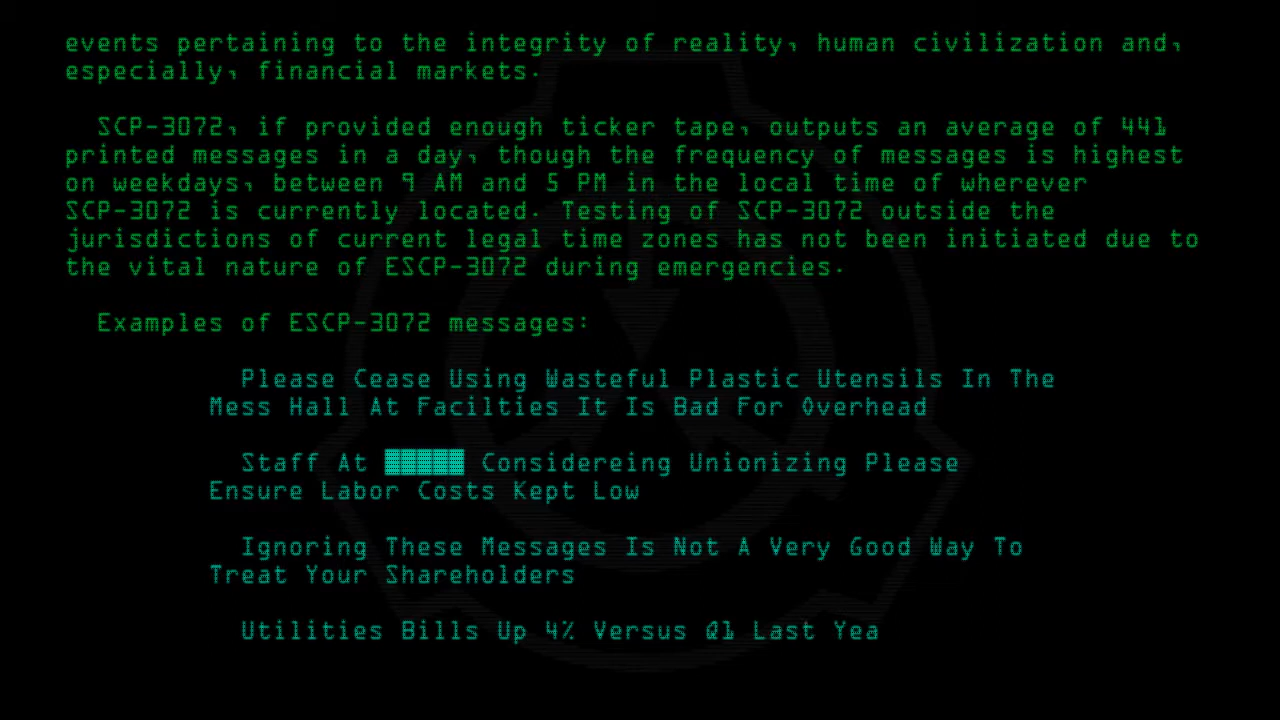 events pertaining to the integrity of reality, human civilization and,
especially, financial markets.
SCP-3072, if provided enough ticker tape, outputs an average of 441
printed messages in a day, though the frequency of messages is highest
on weekdays, between 9 AM and 5 PM in the local time of wherever
SCP-3072 is currently located. Testing of SCP-3072 outside the
jurisdictions of current legal time zones has not been initiated due to
the vital nature of ESCP-3072 during emergencies.
Examples of ESCP-3072 messages:
Please Cease Using Wasteful Plastic Utensils In The
Mess Hall At Facilties It Is Bad For Overhead
Staff At ▓▓▓▓▓ Considereing Unionizing Please
Ensure Labor Costs Kept Low
Ignoring These Messages Is Not A Very Good Way To
Treat Your Shareholders
Utilities Bills Up 4% Versus Q1 Last Yea